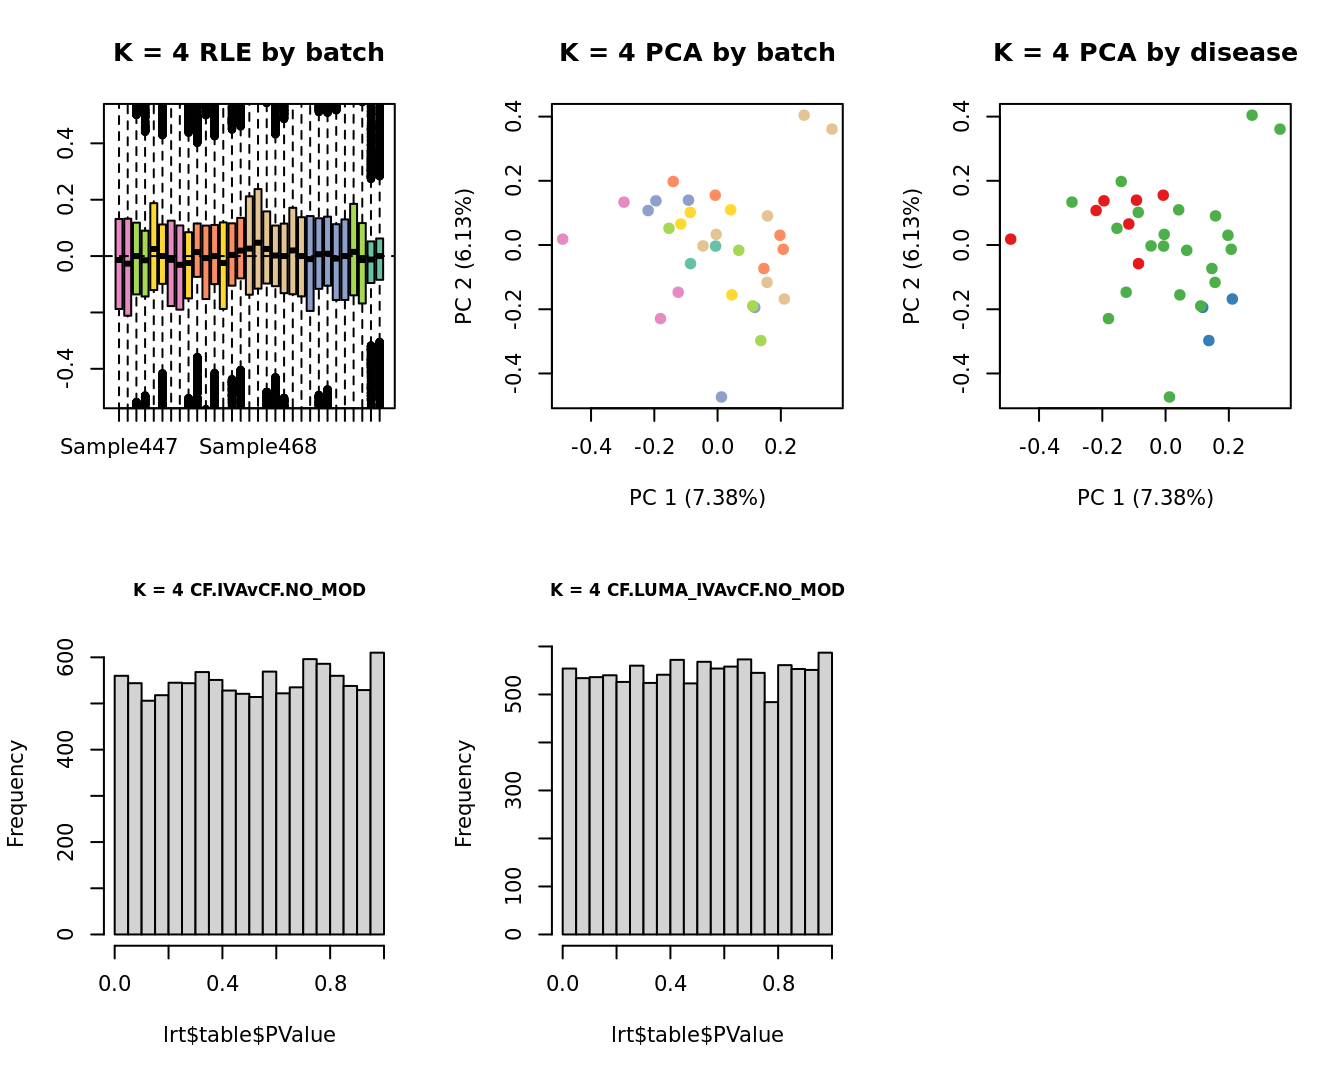 K = 4 RLE by batch
0.4
0.2
0.0
-0.4
Sample447 Sample468
K = 4 PCA by batch
PC 2 (6.13%)
0.4
0.2
0.0
-0.2
-0.4
-0.4 -0.2 0.0 0.2
PC 1 (7.38%)
K = 4 PCA by disease
PC 2 (6.13%)
0.4
0.2
0.0
-0.2
-0.4
-0.4 -0.2 0.0 0.2
PC 1 (7.38%)
K = 4 CF.IVAvCF.NO_MOD
Frequency
600
400
200
0
0.0 0.4 0.8
lrt$table$PValue
K = 4 CF.LUMA_IVAvCF.NO_MOD
Frequency
500
300
100
0
0.0 0.4 0.8
lrt$table$PValue